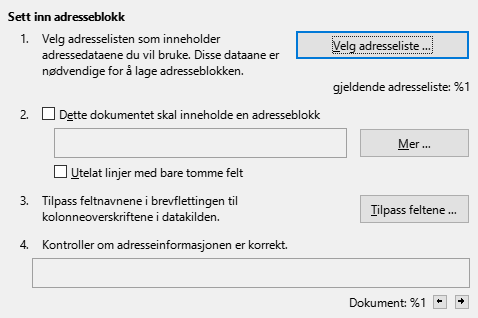 Sett inn adresseblokk
1. Velg adresselisten som inneholder
adressedataene du vil bruke. Disse dataane er
nødvendige for å lage adresseblokken.
Velg adresseliste ...
gjeldende adresseliste: %1
2. Dette dokumentet skal inneholde en adresseblokk
Mer ...
Utelat linjer med bare tomme felt
3. Tilpass feltnavnene i brevflettingen til
kolonneoverskriftene i datakilden.
Tilpass feltene ...
4. Kontroller om adresseinformasjonen er korrekt.
Dokument: %1